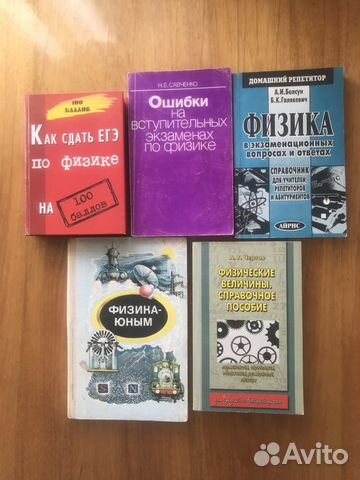 100 БАЛЛОВ
КАК СДАТЬ ЕГЭ
ПО ФИЗИКЕ
НА
100 баллов
Н.Е. САВЧЕНКО
ОШИБКИ
НА
ВСТУПИТЕЛЬНЫХ
ЭКЗАМЕНАХ
ПО ФИЗИКЕ
ДОМАШНИЙ РЕПЕТИТОР
А.И. Болсун
Б.К. Галякевич
ФИЗИКА
В ЭКЗАМЕНАЦИОННЫХ
ВОПРОСАХ И ОТВЕТАХ
СПРАВОЧНИК
ДЛЯ УЧИТЕЛЕЙ,
РЕПЕТИТОРОВ
И АБИТУРИЕНТОВ
АЙРИС
ФИЗИКА-
ЮНЫМ
S N
А. Г. Чертов
ФИЗИЧЕСКИЕ
ВЕЛИЧИНЫ.
СПРАВОЧНОЕ
ПОСОБИЕ
Avito